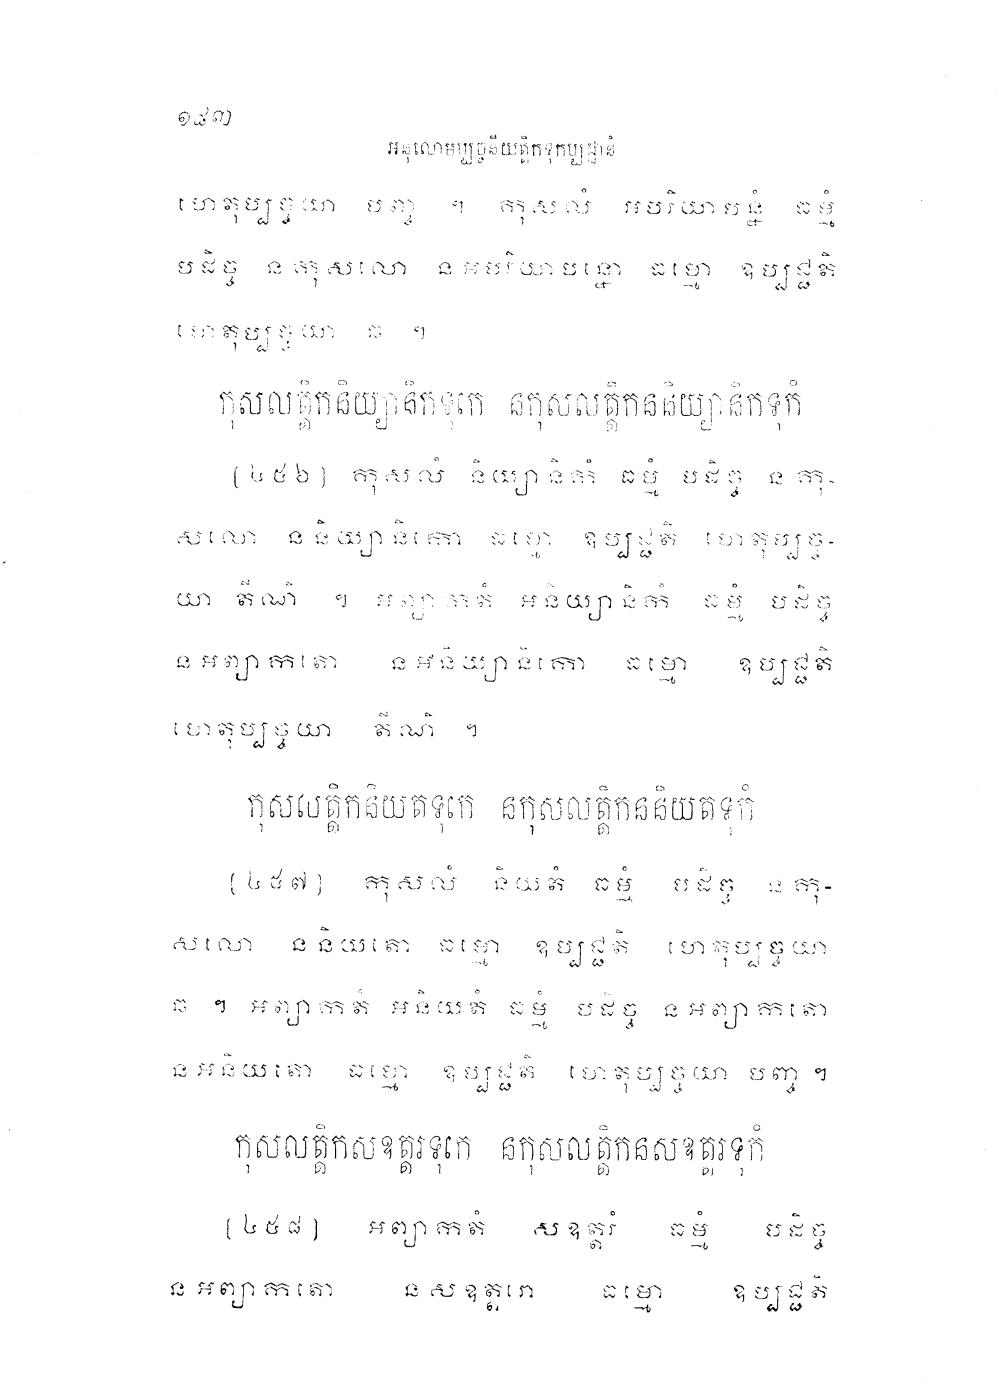 ១៤៣
អនុលោមប្បច្ចនីយត្តិកទុកប្បដ្ឋានំ
ហេតុប្បច្ចយា បញ្ច ។ កុសលំ អបរិយាបន្នំ ធម្មំ
បដិច្ច នកុសលោ នអបរិយាបន្នោ ធម្មោ ឧប្បជ្ជតិ
ហេតុប្បច្ចយា ឆ ។
កុសលត្តិកនិយ្យានិកទុកេ នកុសលត្តិកននិយ្យានិកទុកំ
[៤៥៦] កុសលំ និយ្យានិកំ ធម្មំ បដិច្ច នកុ-
សលោ ននិយ្យានិកោ ធម្មោ ឧប្បជ្ជតិ ហេតុប្បច្ច-
យា តីណិ ។ អព្យាកតំ អនិយ្យានិកំ ធម្មំ បដិច្ច
នអព្យាកតោ នអនិយ្យានិកោ ធម្មោ ឧប្បជ្ជតិ
ហេតុប្បច្ចយា តីណិ ។
កុសលត្តិកនិយតទុកេ នកុសលត្តិកននិយតទុកំ
[៤៥៧] កុសលំ និយតំ ធម្មំ បដិច្ច នកុ-
សលោ ននិយតោ ធម្មោ ឧប្បជ្ជតិ ហេតុប្បច្ចយា
ឆ ។ អព្យាកតំ អនិយតំ ធម្មំ បដិច្ច នអព្យាកតោ
នអនិយតោ ធម្មោ ឧប្បជ្ជតិ ហេតុប្បច្ចយា បញ្ច ។
កុសលត្តិកសឧត្តរទុកេ នកុសលត្តិកនសឧត្តរទុកំ
[៤៥៨] អព្យាកតំ សឧត្តរំ ធម្មំ បដិច្ច
នអព្យាកតោ នសឧត្តរោ ធម្មោ ឧប្បជ្ជតិ